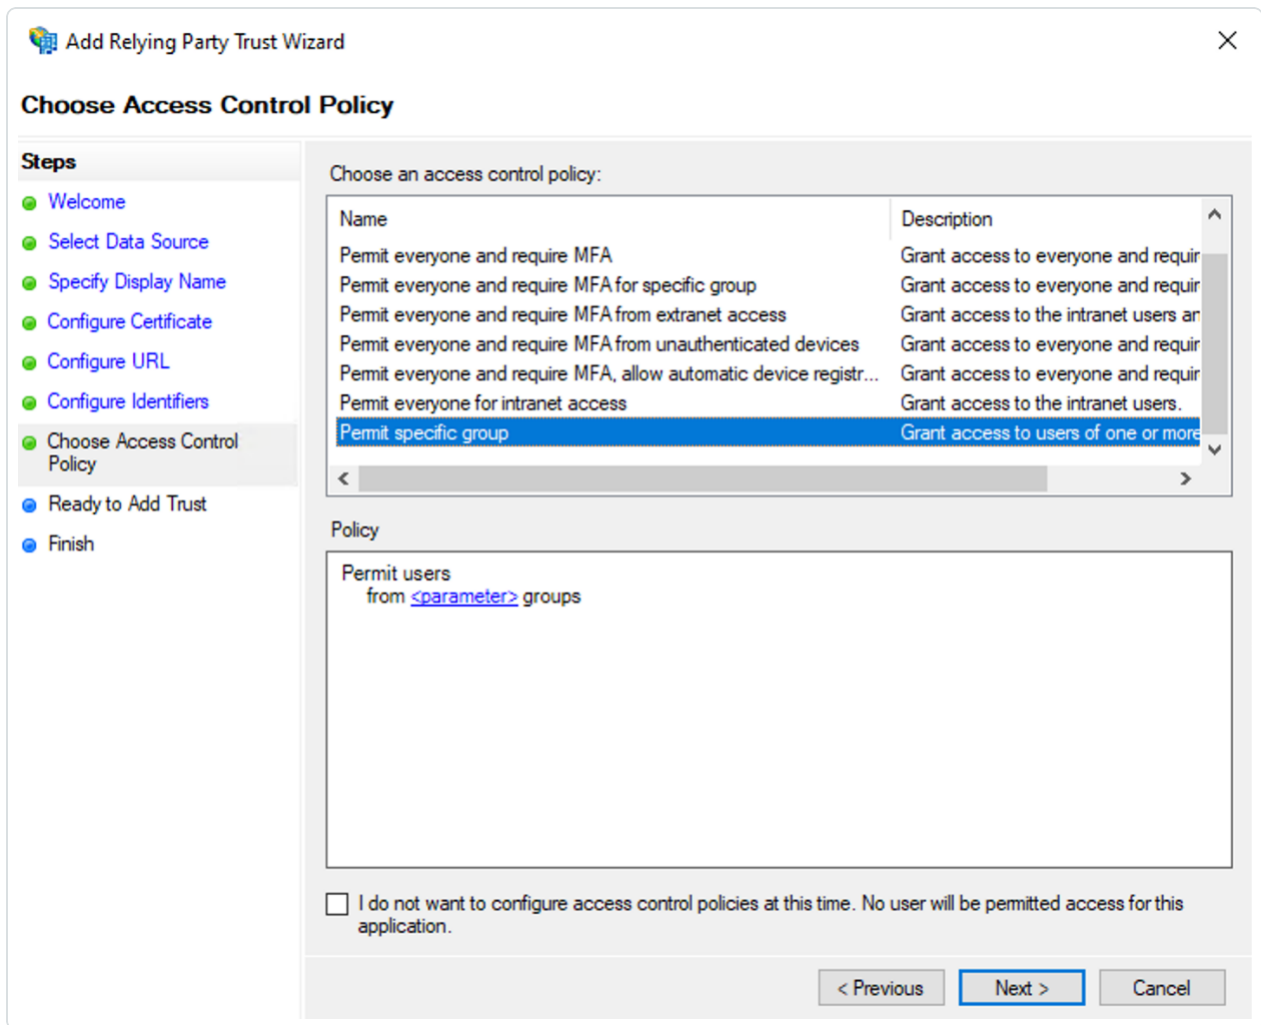 Add Relying Party Trust Wizard
Choose Access Control Policy
Steps
Welcome
Select Data Source
Specify Display Name
Configure Certificate
Configure URL
Configure Identifiers
Choose Access Control
Policy
Ready to Add Trust
Finish
Choose an access control policy:
Name Description
Permit everyone and require MFA Grant access to everyone and requir
Permit everyone and require MFA for specific group Grant access to everyone and requir
Permit everyone and require MFA from extranet access Grant access to the intranet users an
Permit everyone and require MFA from unauthenticated devices Grant access to everyone and requir
Permit everyone and require MFA, allow automatic device registr... Grant access to everyone and requir
Permit everyone for intranet access Grant access to the intranet users.
Permit specific group Grant access to users of one or more
Policy
Permit users
from <parameter> groups
I do not want to configure access control policies at this time. No user will be permitted access for this
application.
< Previous Next > Cancel